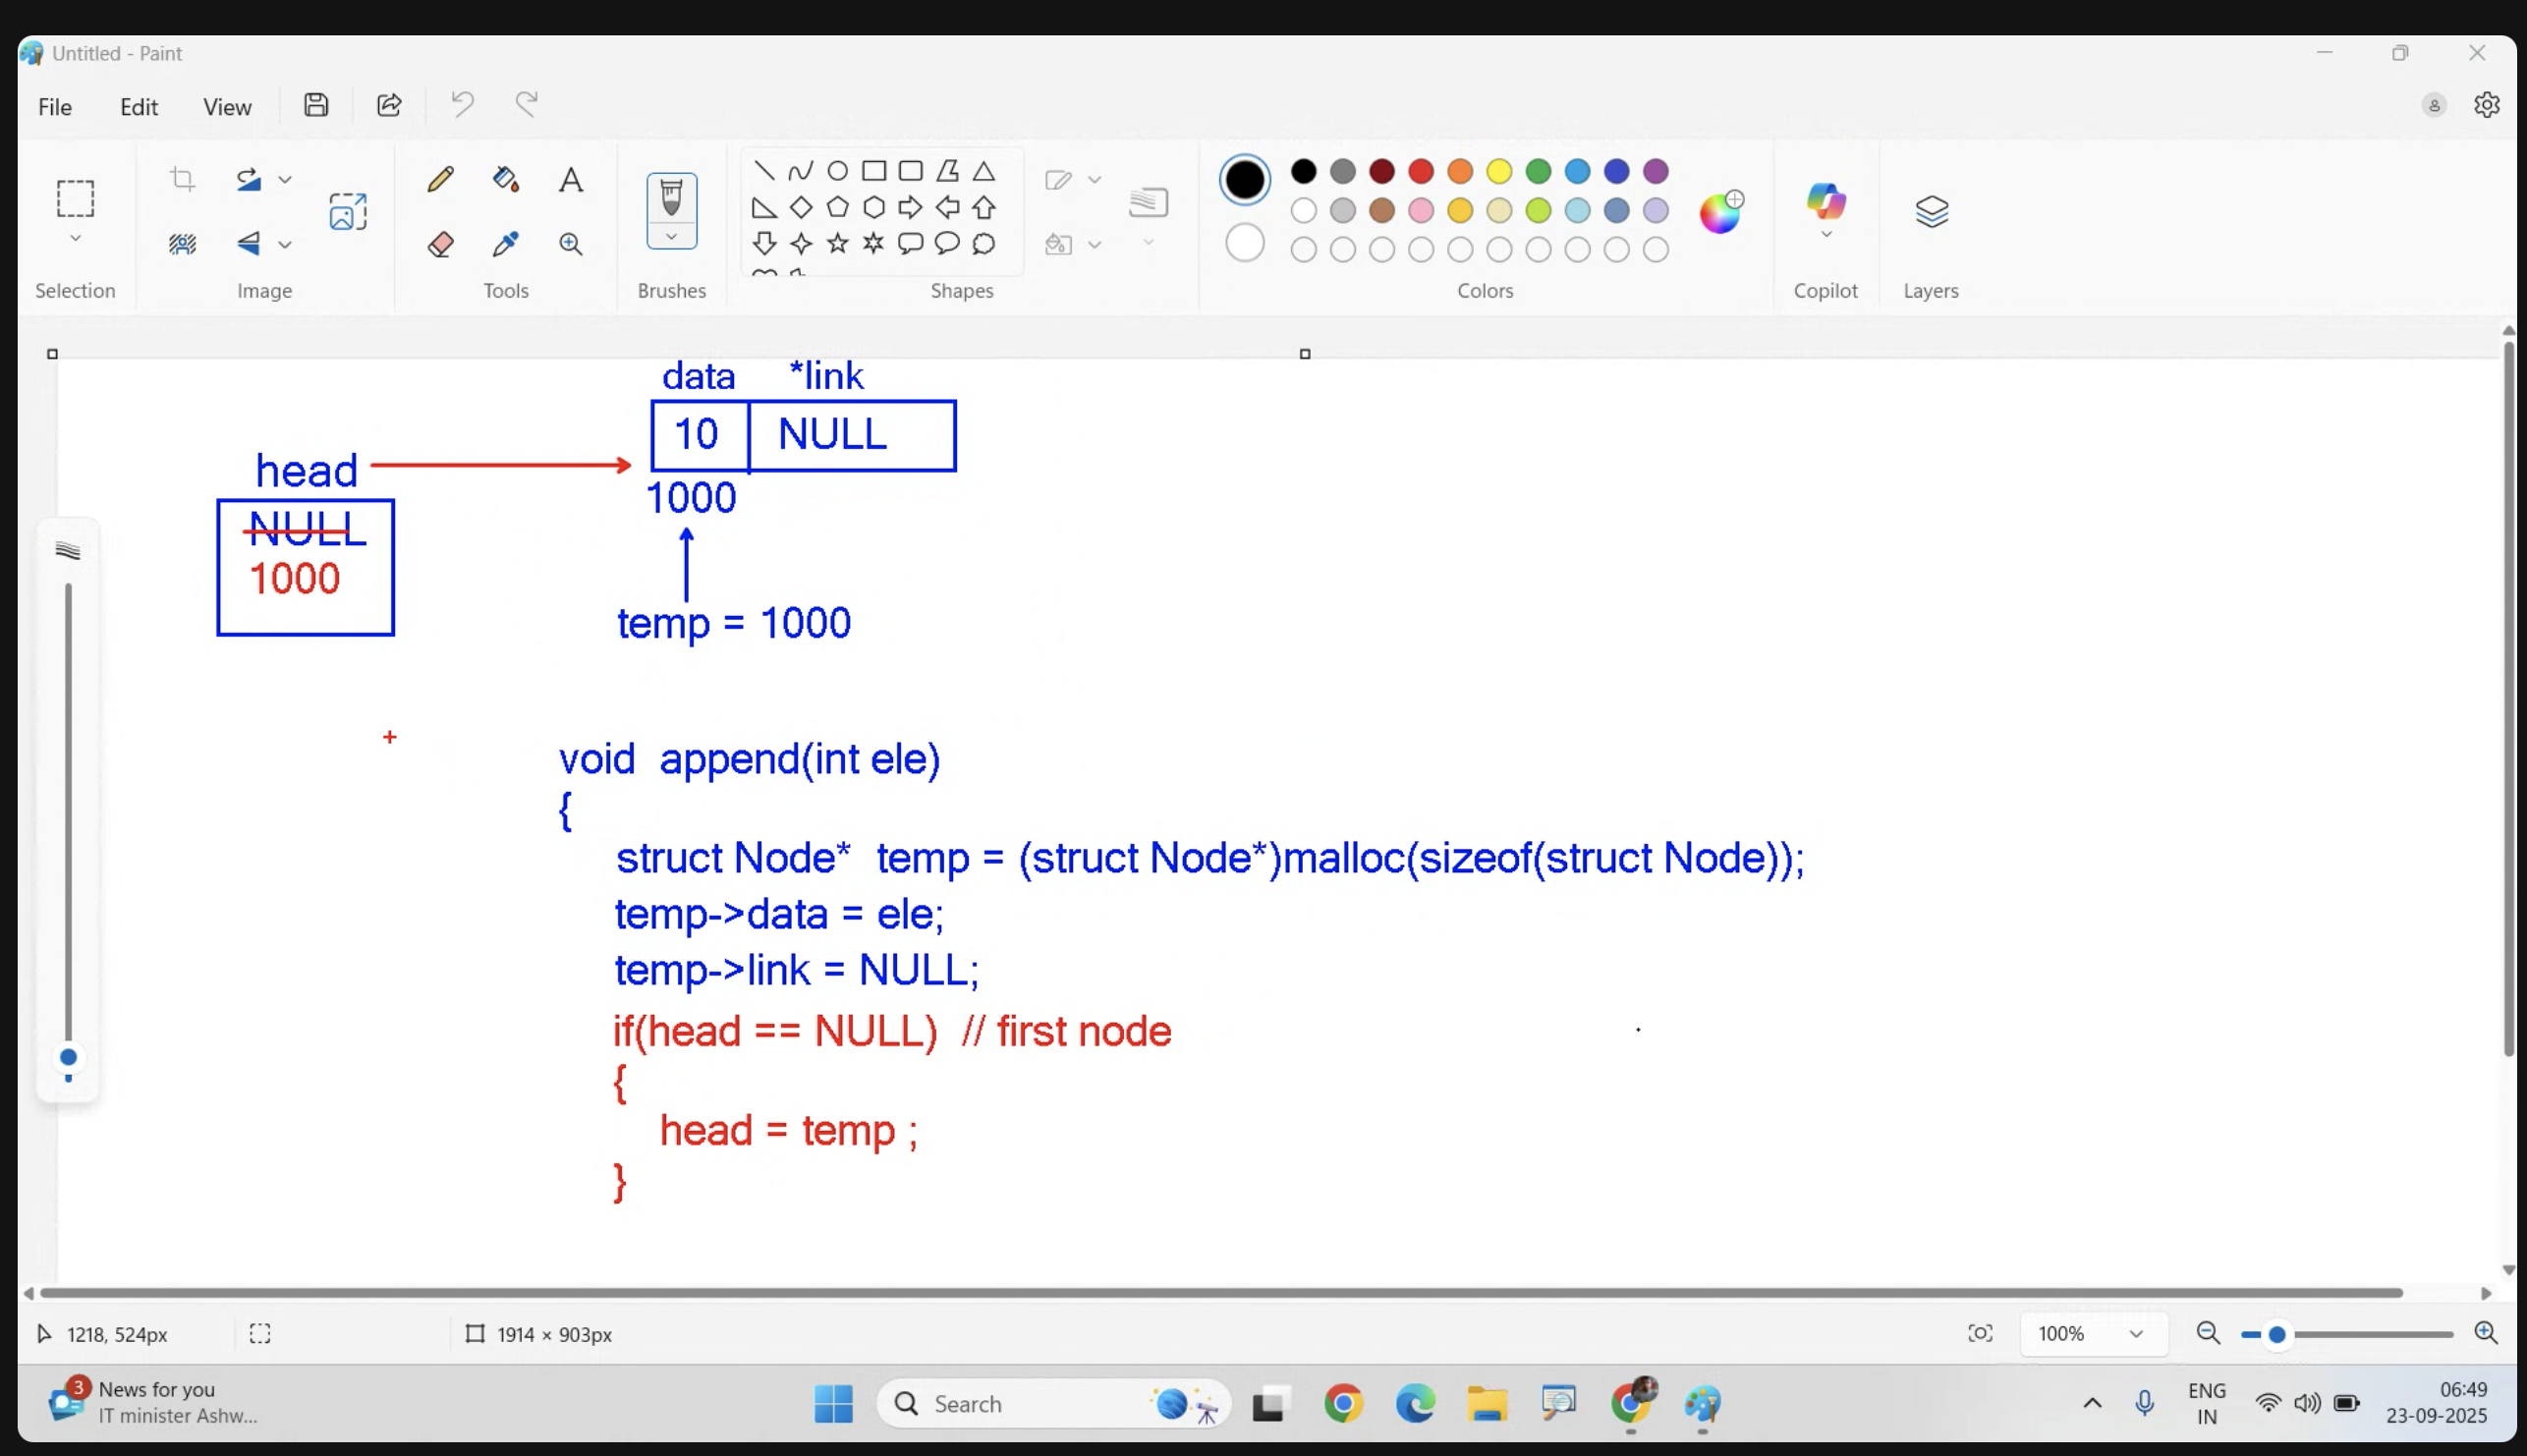 Untitled - Paint
File Edit View
Selection Image Tools Brushes Shapes Colors Copilot Layers
data *link
10 NULL
head
1000
NULL
1000
temp = 1000
void append(int ele)
{
struct Node* temp = (struct Node*)malloc(sizeof(struct Node));
temp->data = ele;
temp->link = NULL;
if(head == NULL) // first node
{
head = temp ;
}
1218, 524px 1914 × 903px 100%
3 News for you
IT minister Ashw...
Search
ENG
IN
06:49
23-09-2025